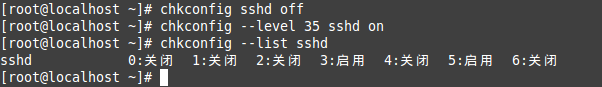 [root@localhost ~]# chkconfig sshd off
[root@localhost ~]# chkconfig --level 35 sshd on
[root@localhost ~]# chkconfig --list sshd
sshd 0:关闭 1:关闭 2:关闭 3:启用 4:关闭 5:启用 6:关闭
[root@localhost ~]#